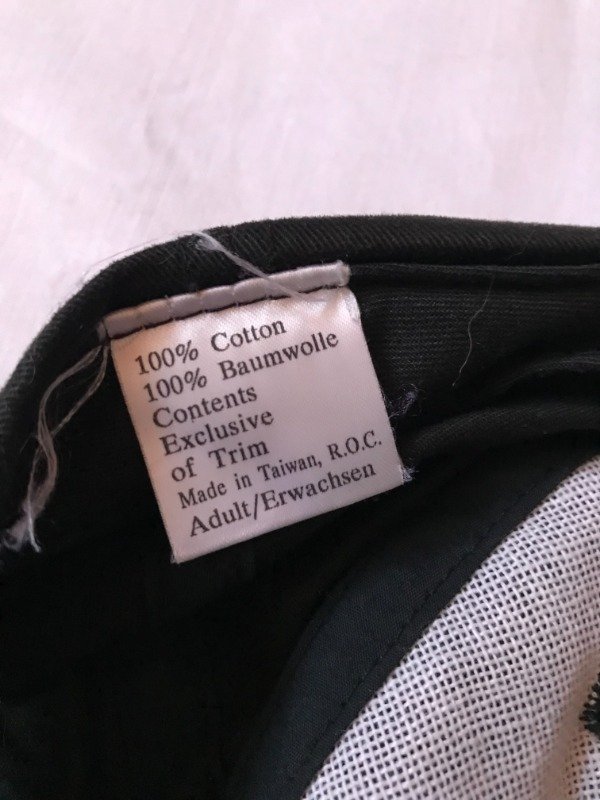 100% Cotton
100% Baumwolle
Contents
Exclusive
of Trim
Made in Taiwan, R.O.C.
Adult/Erwachsen